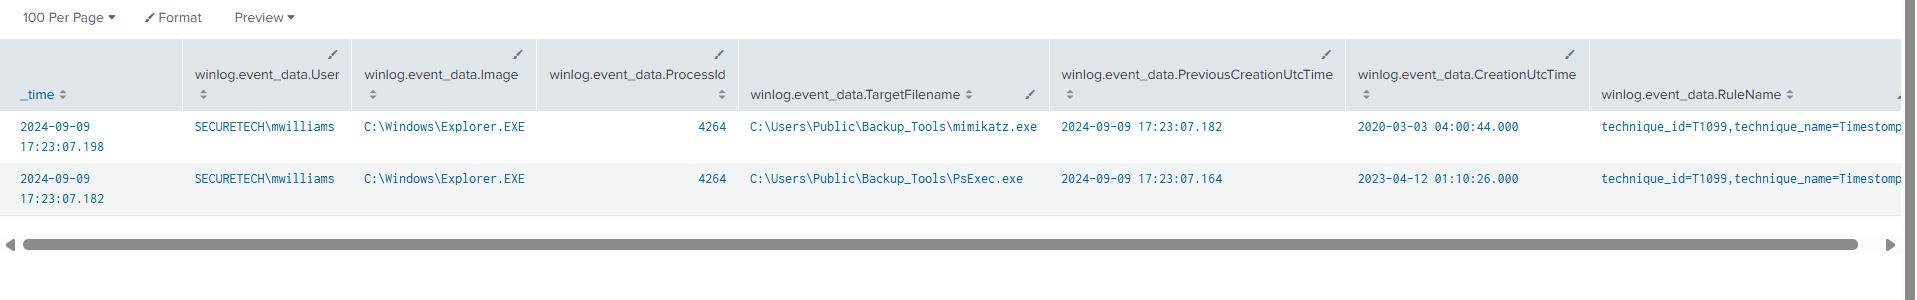 100 Per Page Format Preview
_time winlog.event_data.User winlog.event_data.Image winlog.event_data.ProcessId winlog.event_data.TargetFilename winlog.event_data.PreviousCreationUtcTime winlog.event_data.CreationUtcTime winlog.event_data.RuleName
2024-09-09 17:23:07.198 SECURETECH\mwilliams C:\Windows\Explorer.EXE 4264 C:\Users\Public\Backup_Tools\mimikatz.exe 2024-09-09 17:23:07.182 2020-03-03 04:00:44.000 technique_id=T1099,technique_name=Timestomp
2024-09-09 17:23:07.182 SECURETECH\mwilliams C:\Windows\Explorer.EXE 4264 C:\Users\Public\Backup_Tools\PsExec.exe 2024-09-09 17:23:07.164 2023-04-12 01:10:26.000 technique_id=T1099,technique_name=Timestomp